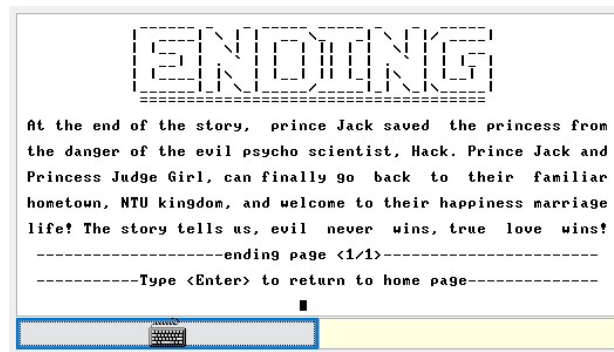 ENDING
At the end of the story, prince Jack saved the princess from
the danger of the evil psycho scientist, Hack. Prince Jack and
Princess Judge Girl, can finally go back to their familiar
hometown, NTU kingdom, and welcome to their happiness marriage
life! The story tells us, evil never wins, true love wins!
---------------------ending page <1/1>------------------------
-----------Type <Enter> to return to home page---------------